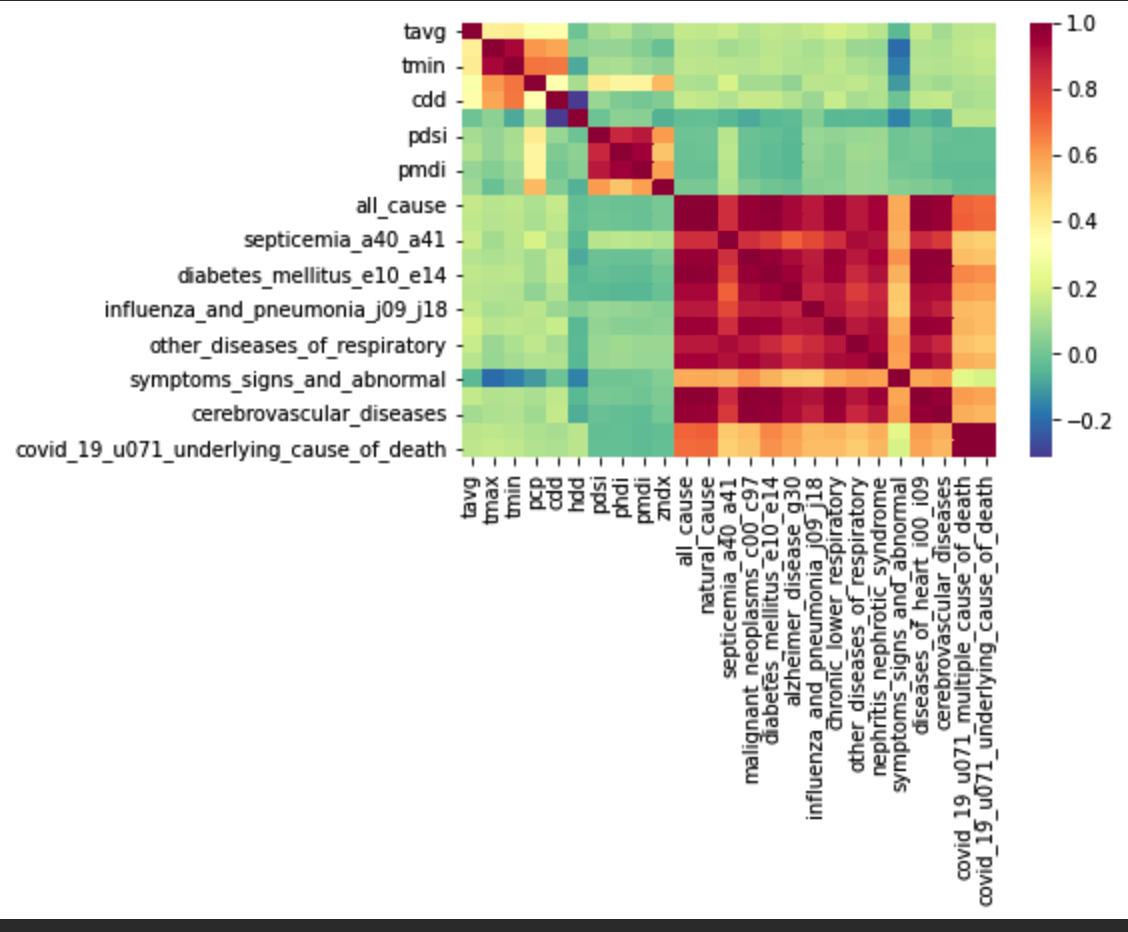 tavg
tmin
cdd
pdsi
pmdi
all_cause
septicemia_a40_a41
diabetes_mellitus_e10_e14
influenza_and_pneumonia_j09_j18
other_diseases_of_respiratory
symptoms_signs_and_abnormal
cerebrovascular_diseases
covid_19_u071_underlying_cause_of_death
1.0
0.8
0.6
0.4
0.2
0.0
−0.2
tavg
tmax
tmin
pcp
cdd
hdd
pdsi
phdi
pmdi
zndx
all_cause
natural_cause
septicemia_a40_a41
malignant_neoplasms_c00_c97
diabetes_mellitus_e10_e14
alzheimer_disease_g30
influenza_and_pneumonia_j09_j18
chronic_lower_respiratory
other_diseases_of_respiratory
nephritis_nephrotic_syndrome
symptoms_signs_and_abnormal
diseases_of_heart_i00_i09
cerebrovascular_diseases
covid_19_u071_multiple_cause_of_death
covid_19_u071_underlying_cause_of_death